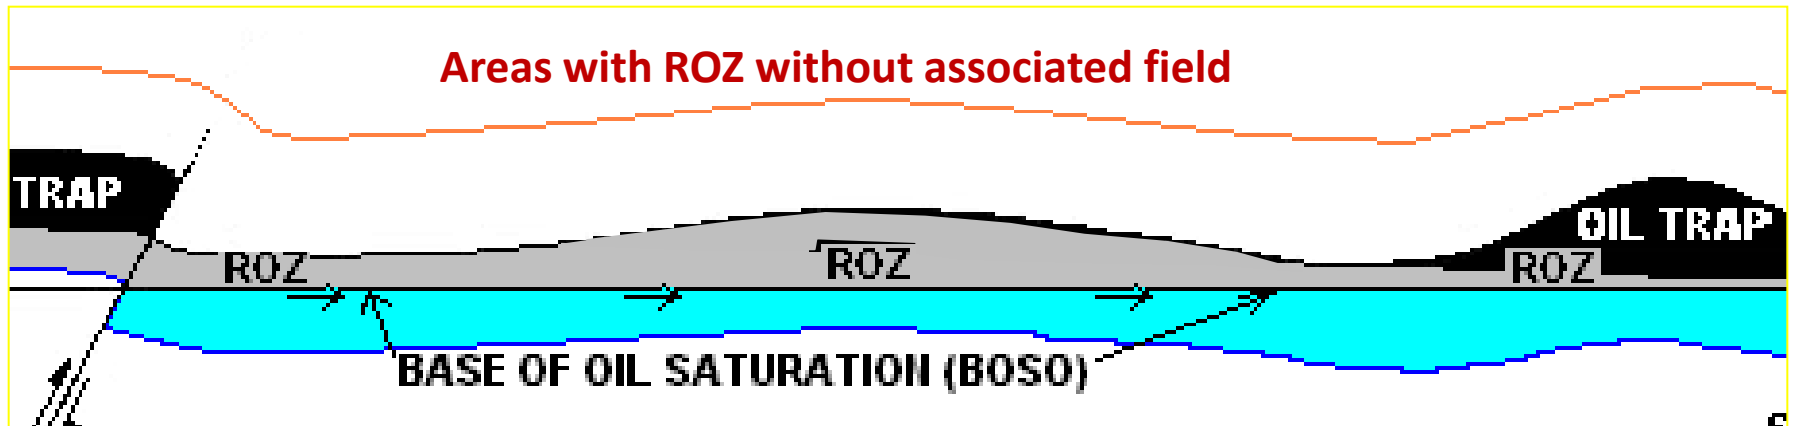 Areas with ROZ without associated field
TRAP
OIL TRAP
ROZ
ROZ
ROZ
BASE OF OIL SATURATION (BOSO)